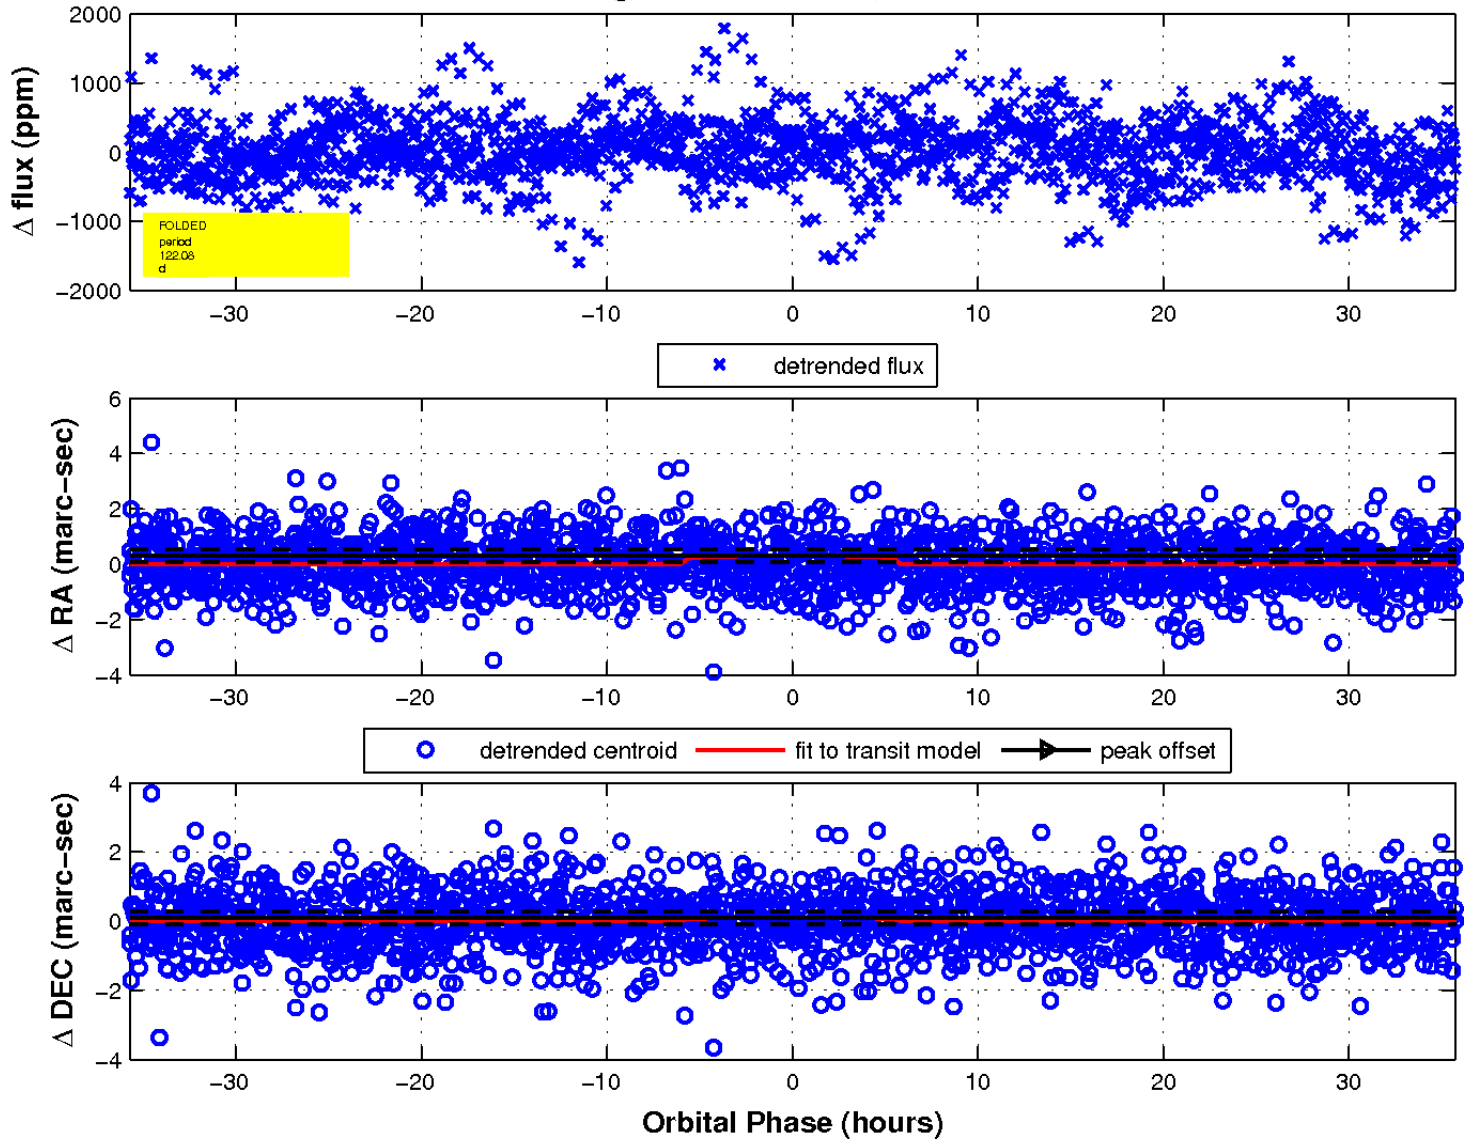 2000
1000
0
−1000
−2000
Δ flux (ppm)
FOLDED
period
122.08
d
−30 −20 −10 0 10 20 30
detrended flux
6
4
2
0
−2
−4
Δ RA (marc−sec)
−30 −20 −10 0 10 20 30
detrended centroid fit to transit model peak offset
4
2
0
−2
−4
Δ DEC (marc−sec)
−30 −20 −10 0 10 20 30
Orbital Phase (hours)